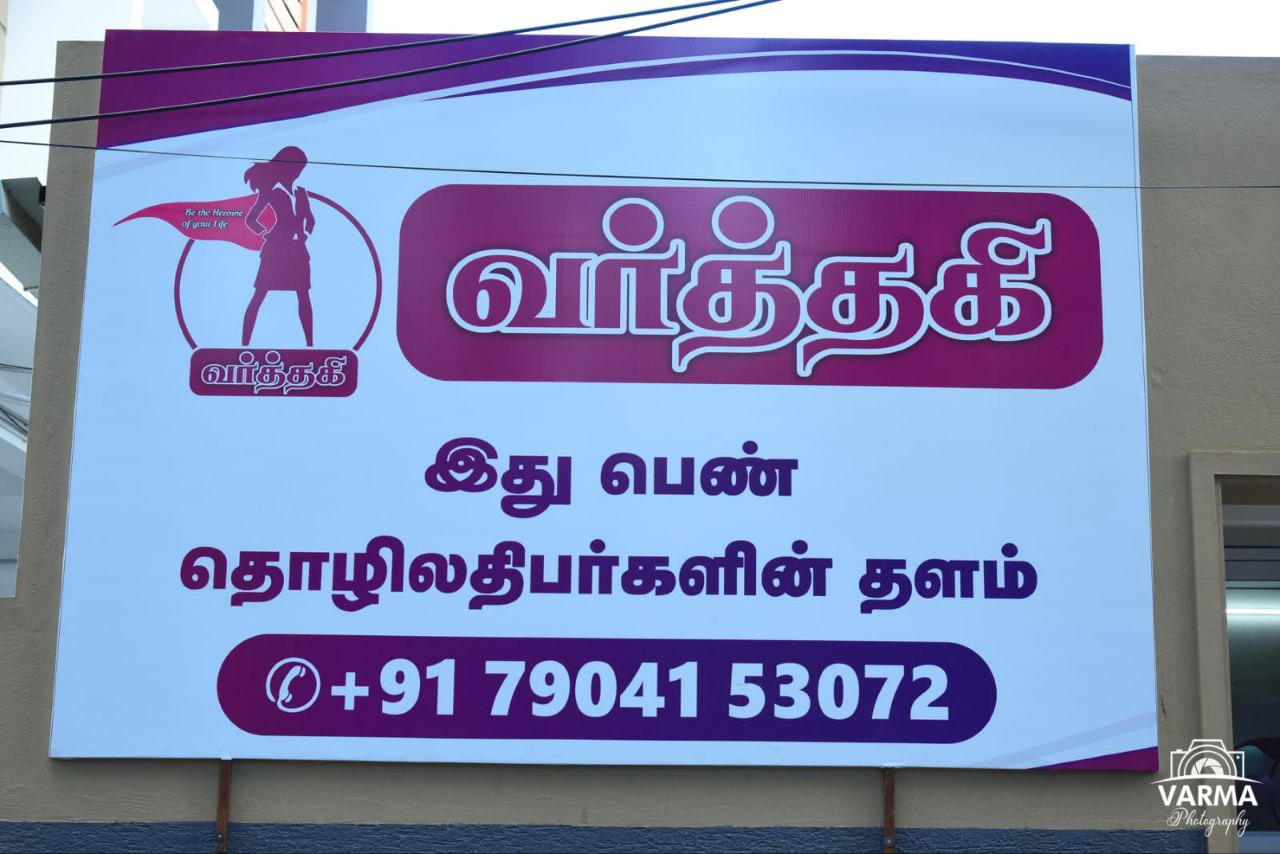 Be the Heroine
of your Life
வர்த்தகி
வர்த்தகி
இது பெண்
தொழிலதிபர்களின் தளம்
+91 79041 53072
VARMA
Photography